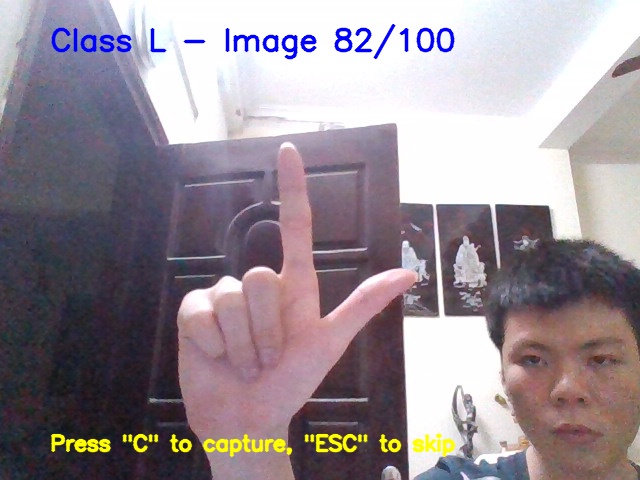 Class L - Image 82/100
Press "C" to capture, "ESC" to skip